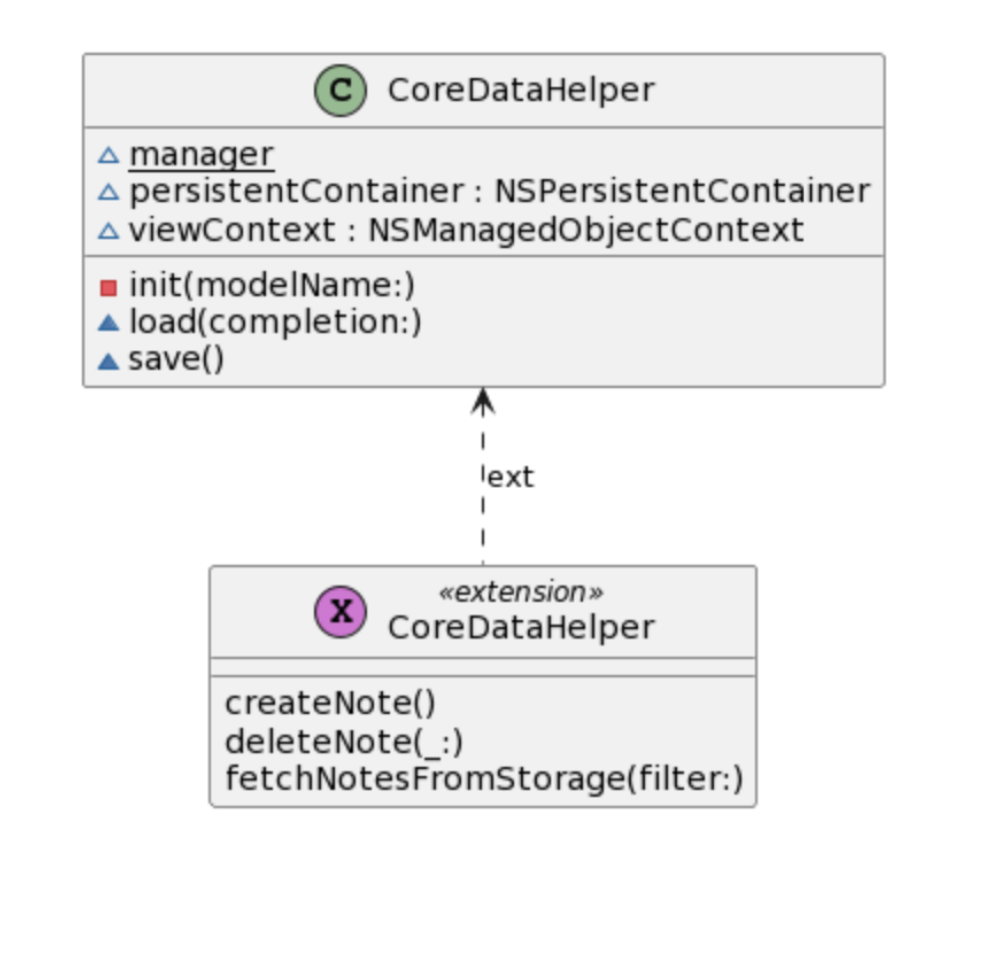 C CoreDataHelper
manager
persistentContainer : NSPersistentContainer
viewContext : NSManagedObjectContext
init(modelName:)
load(completion:)
save()
ext
«extension»
X CoreDataHelper
createNote()
deleteNote(_:)
fetchNotesFromStorage(filter:)